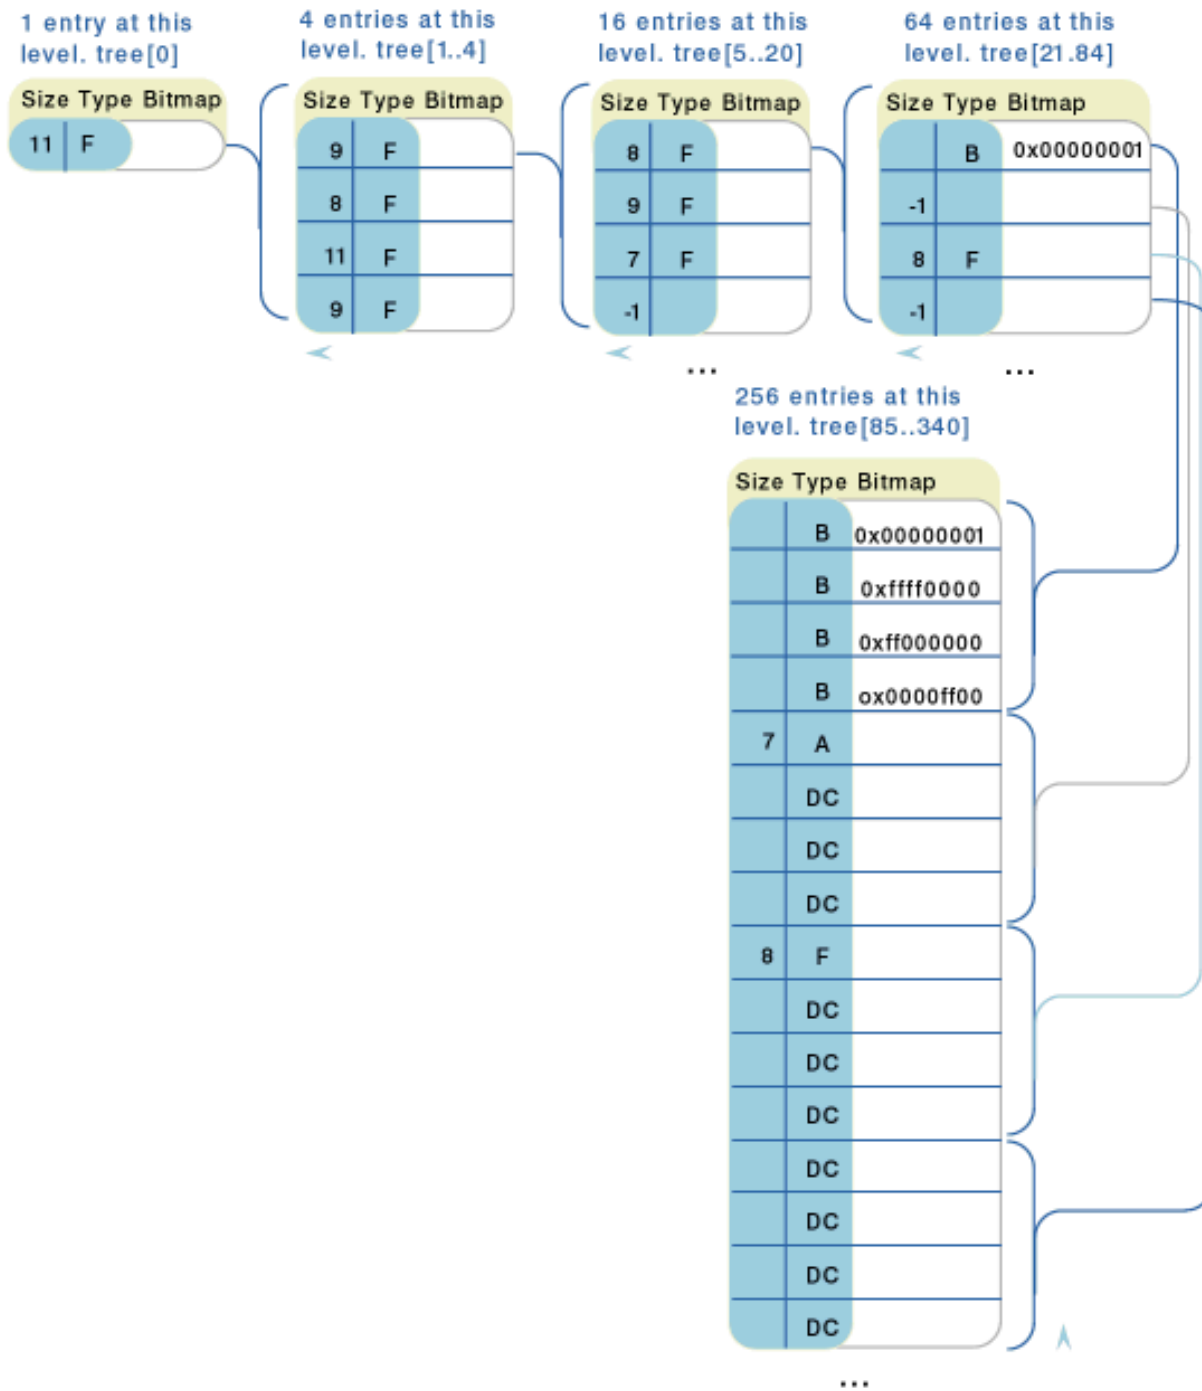 1 entry at this
level. tree[0]
Size Type Bitmap
11 F
4 entries at this
level. tree[1..4]
Size Type Bitmap
9 F
8 F
11 F
9 F
16 entries at this
level. tree[5..20]
Size Type Bitmap
8 F
9 F
7 F
-1
...
64 entries at this
level. tree[21.84]
Size Type Bitmap
B 0x00000001
-1
8 F
-1
...
256 entries at this
level. tree[85..340]
Size Type Bitmap
B 0x00000001
B 0xffff0000
B 0xff000000
B ox0000ff00
7 A
DC
DC
DC
8 F
DC
DC
DC
DC
DC
DC
DC
...